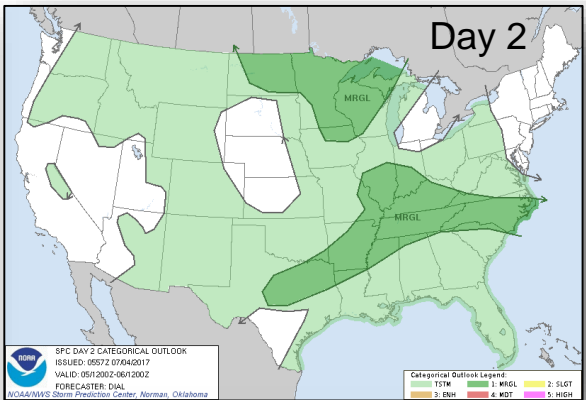 Day 2
MRGL
MRGL
NOAA
SPC DAY 2 CATEGORICAL OUTLOOK
ISSUED: 0557Z 07/04/2017
VALID: 05/1200Z-06/1200Z
FORECASTER: DIAL
NOAA/NWS Storm Prediction Center, Norman, Oklahoma
Categorical Outlook Legend:
TSTM 1: MRGL 2: SLGT
3: ENH 4: MDT 5: HIGH